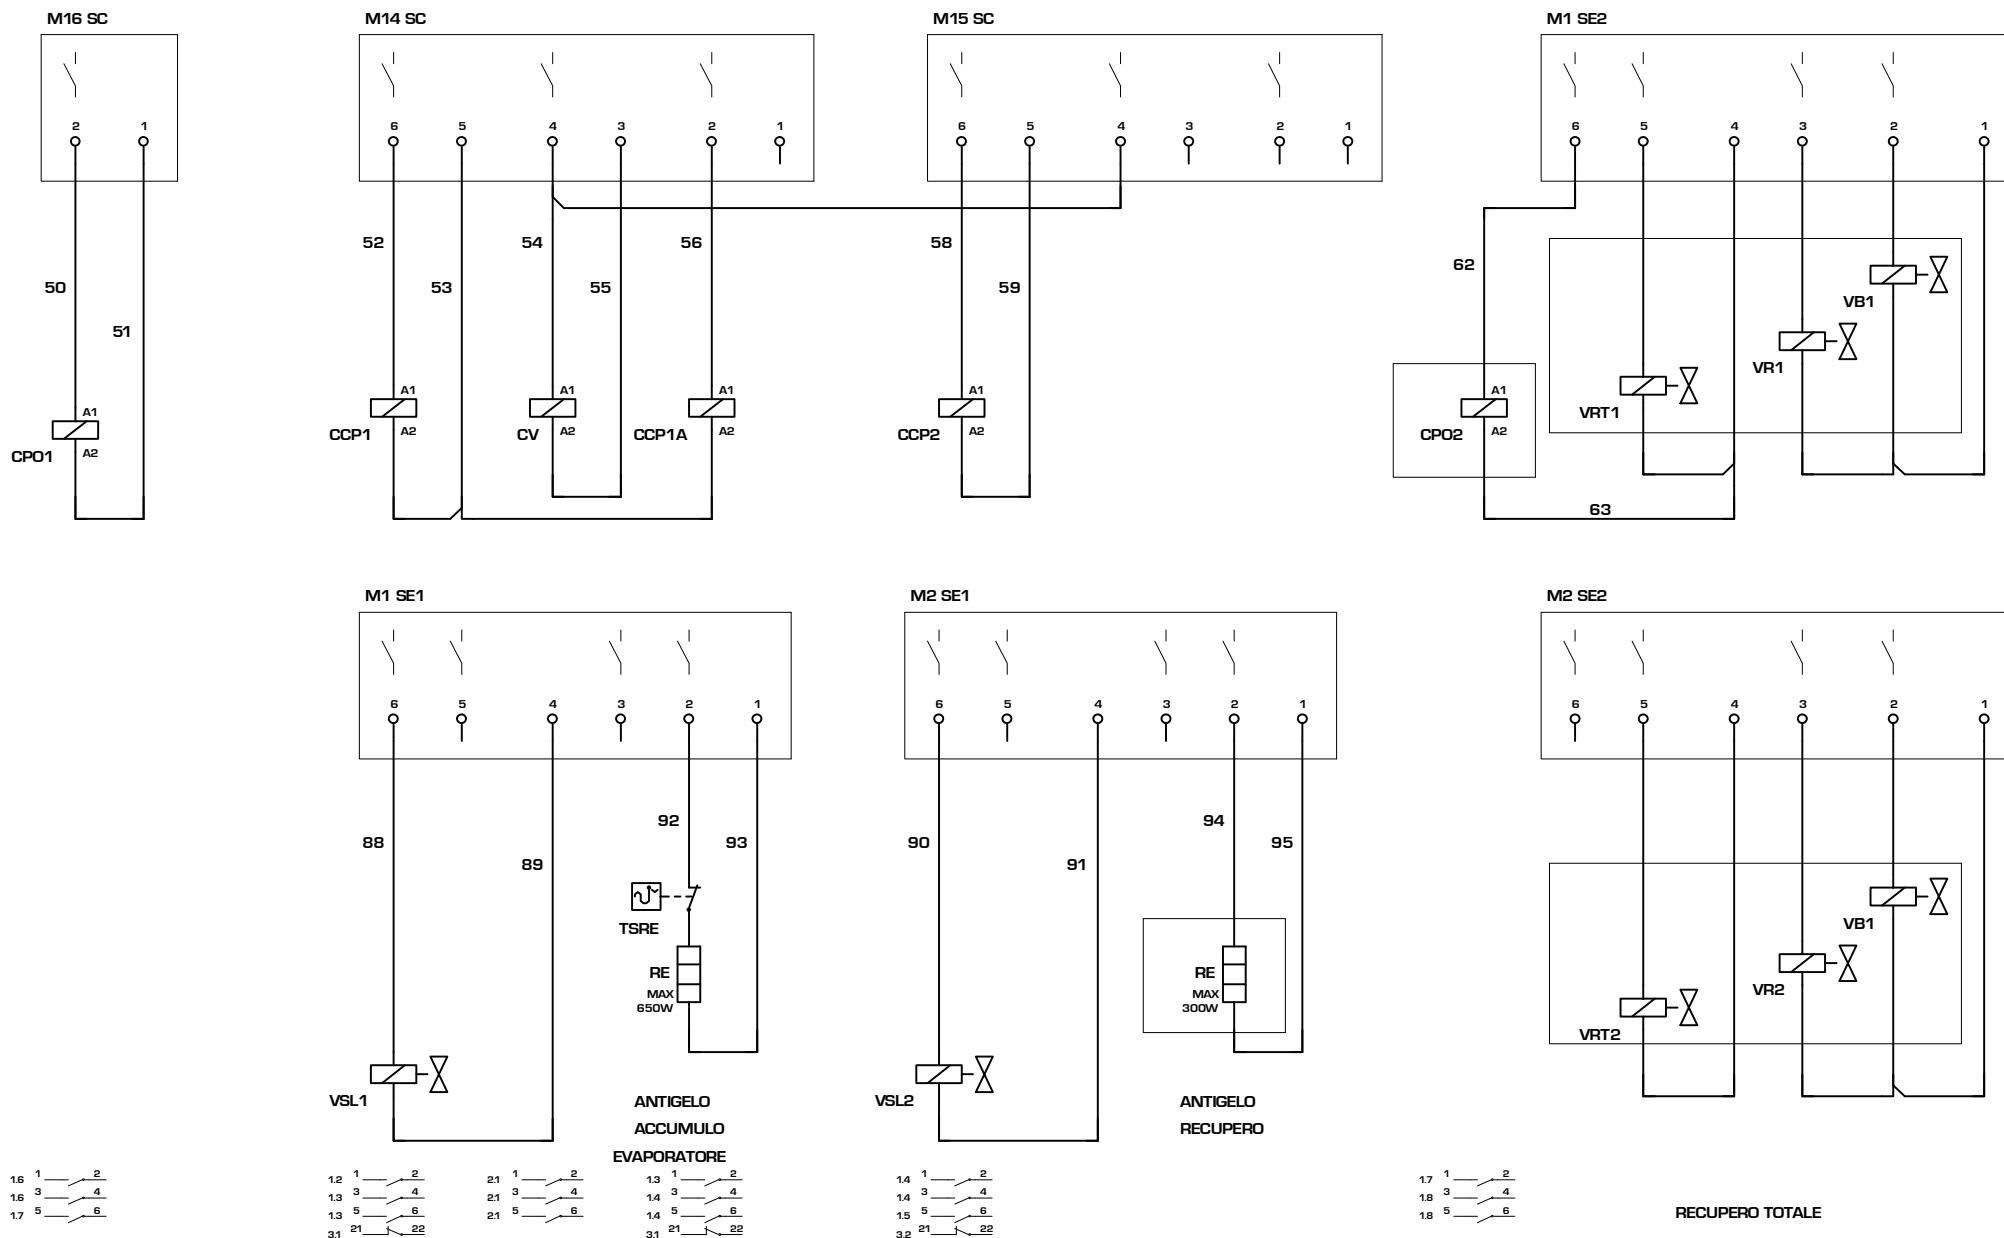 M16 SC
M14 SC
M15 SC
M1 SE2
2 1
6 5 4 3 2 1
6 5 4 3 2 1
6 5 4 3 2 1
50
51
52
53
54
55
56
58
59
62
63
A1
A2
CPO1
A1
A2
CCP1
A1
A2
CV
A1
A2
CCP1A
A1
A2
CCP2
A1
A2
CPO2
VRT1
VR1
VB1
M1 SE1
M2 SE1
M2 SE2
6 5 4 3 2 1
6 5 4 3 2 1
6 5 4 3 2 1
88
89
92
93
90
91
94
95
TSRE
RE
MAX
650W
RE
MAX
300W
VB1
VR2
VRT2
VSL1
VSL2
ANTIGELO
ACCUMULO
EVAPORATORE
ANTIGELO
RECUPERO
1.6 1 2
1.6 3 4
1.7 5 6
1.2 1 2
1.3 3 4
1.3 5 6
3.1 21 22
2.1 1 2
2.1 3 4
2.1 5 6
1.3 1 2
1.4 3 4
1.4 5 6
3.1 21 22
1.4 1 2
1.4 3 4
1.5 5 6
3.2 21 22
1.7 1 2
1.8 3 4
1.8 5 6
RECUPERO TOTALE